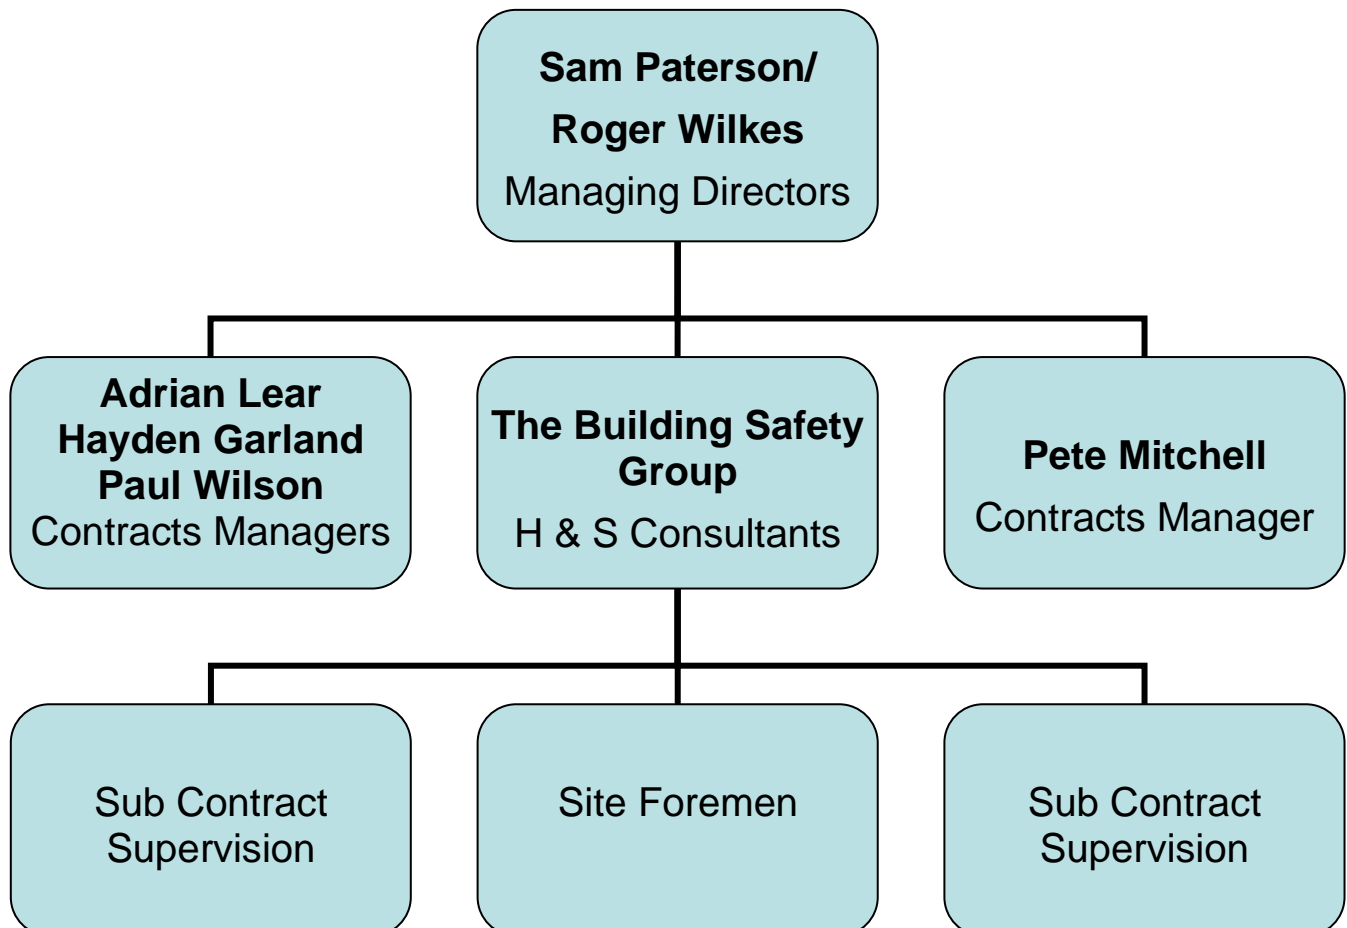 Sam Paterson/
Roger Wilkes
Managing Directors
Adrian Lear
Hayden Garland
Paul Wilson
Contracts Managers
The Building Safety
Group
H & S Consultants
Pete Mitchell
Contracts Manager
Sub Contract
Supervision
Site Foremen
Sub Contract
Supervision